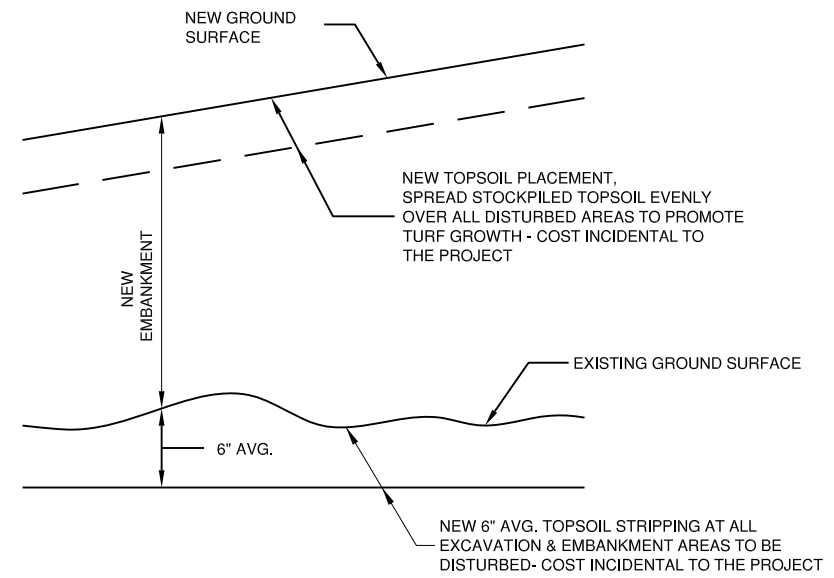 NEW GROUND
SURFACE
NEW TOPSOIL PLACEMENT,
SPREAD STOCKPILED TOPSOIL EVENLY
OVER ALL DISTURBED AREAS TO PROMOTE
TURF GROWTH - COST INCIDENTAL TO
THE PROJECT
NEW
EMBANKMENT
EXISTING GROUND SURFACE
6" AVG.
NEW 6" AVG. TOPSOIL STRIPPING AT ALL
EXCAVATION & EMBANKMENT AREAS TO BE
DISTURBED- COST INCIDENTAL TO THE PROJECT